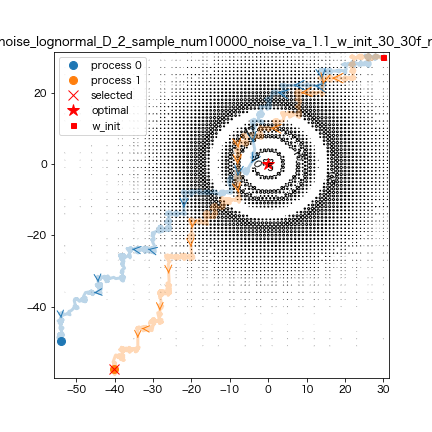 noise_lognormal_D_2_sample_num10000_noise_va_1.1_w_init_30_30f_r
process 0
process 1
selected
optimal
w_init
20
0
−20
−40
−50 −40 −30 −20 −10 0 10 20 30